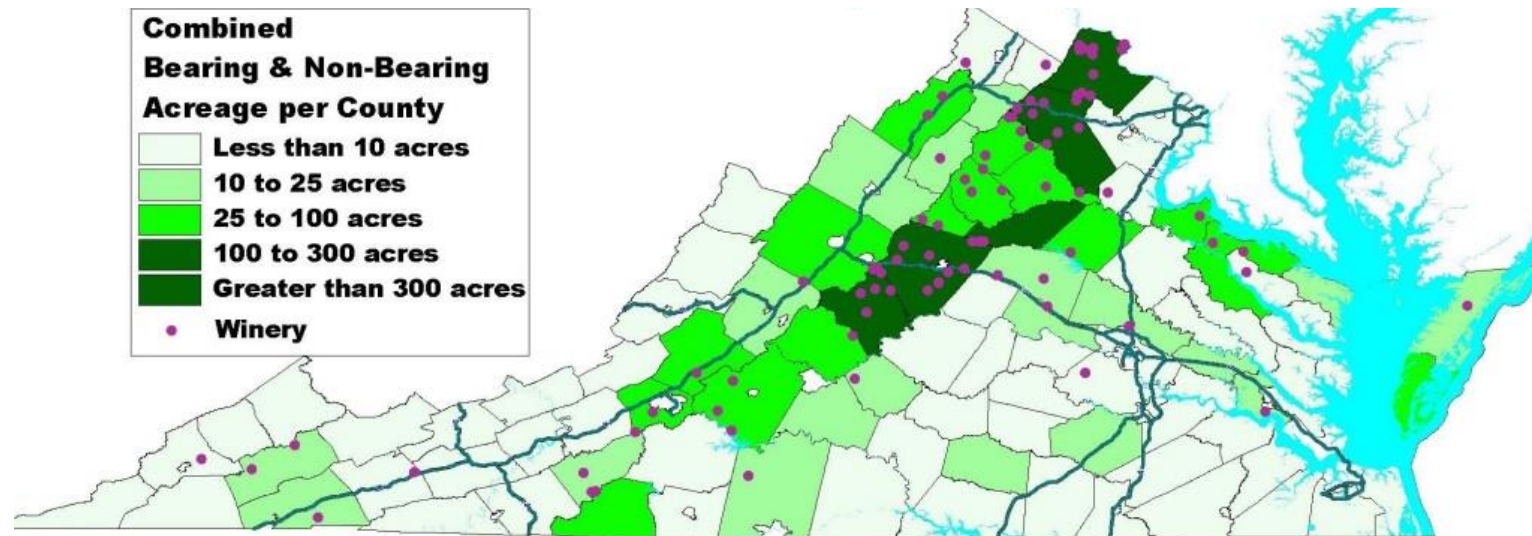 Combined
Bearing & Non-Bearing
Acreage per County
Less than 10 acres
10 to 25 acres
25 to 100 acres
100 to 300 acres
Greater than 300 acres
Winery